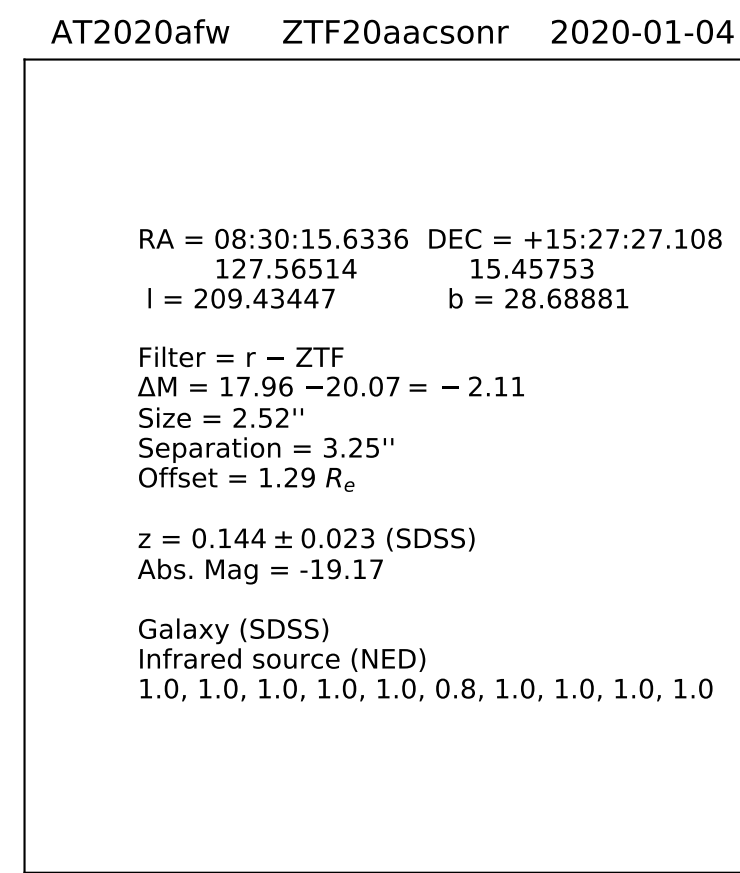 AT2020afw ZTF20aacsonr 2020-01-04
RA = 08:30:15.6336 DEC = +15:27:27.108
127.56514 15.45753
l = 209.43447 b = 28.68881
Filter = r − ZTF
ΔM = 17.96 −20.07 = − 2.11
Size = 2.52''
Separation = 3.25''
Offset = 1.29 Re
z = 0.144 ± 0.023 (SDSS)
Abs. Mag = -19.17
Galaxy (SDSS)
Infrared source (NED)
1.0, 1.0, 1.0, 1.0, 1.0, 0.8, 1.0, 1.0, 1.0, 1.0